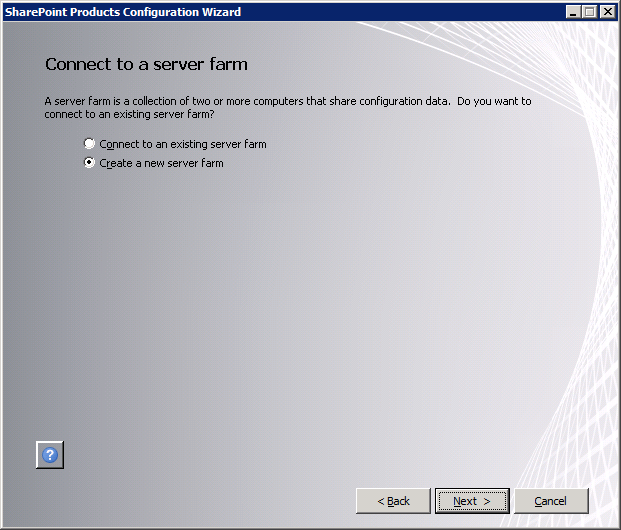 SharePoint Products Configuration Wizard
Connect to a server farm
A server farm is a collection of two or more computers that share configuration data.  Do you want to
connect to an existing server farm?
Connect to an existing server farm
Create a new server farm
?
< Back
Next >
Cancel